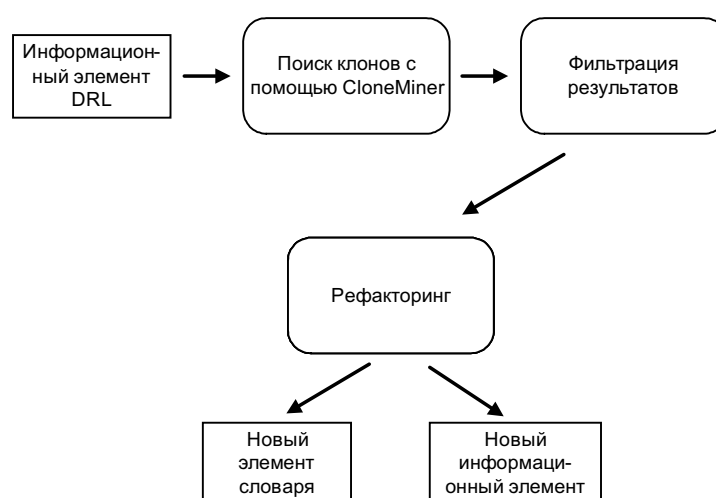 Информацион-
ный элемент
DRL
Поиск клонов с
помощью CloneMiner
Фильтрация
результатов
Рефакторинг
Новый
элемент
словаря
Новый
информаци-
онный элемент